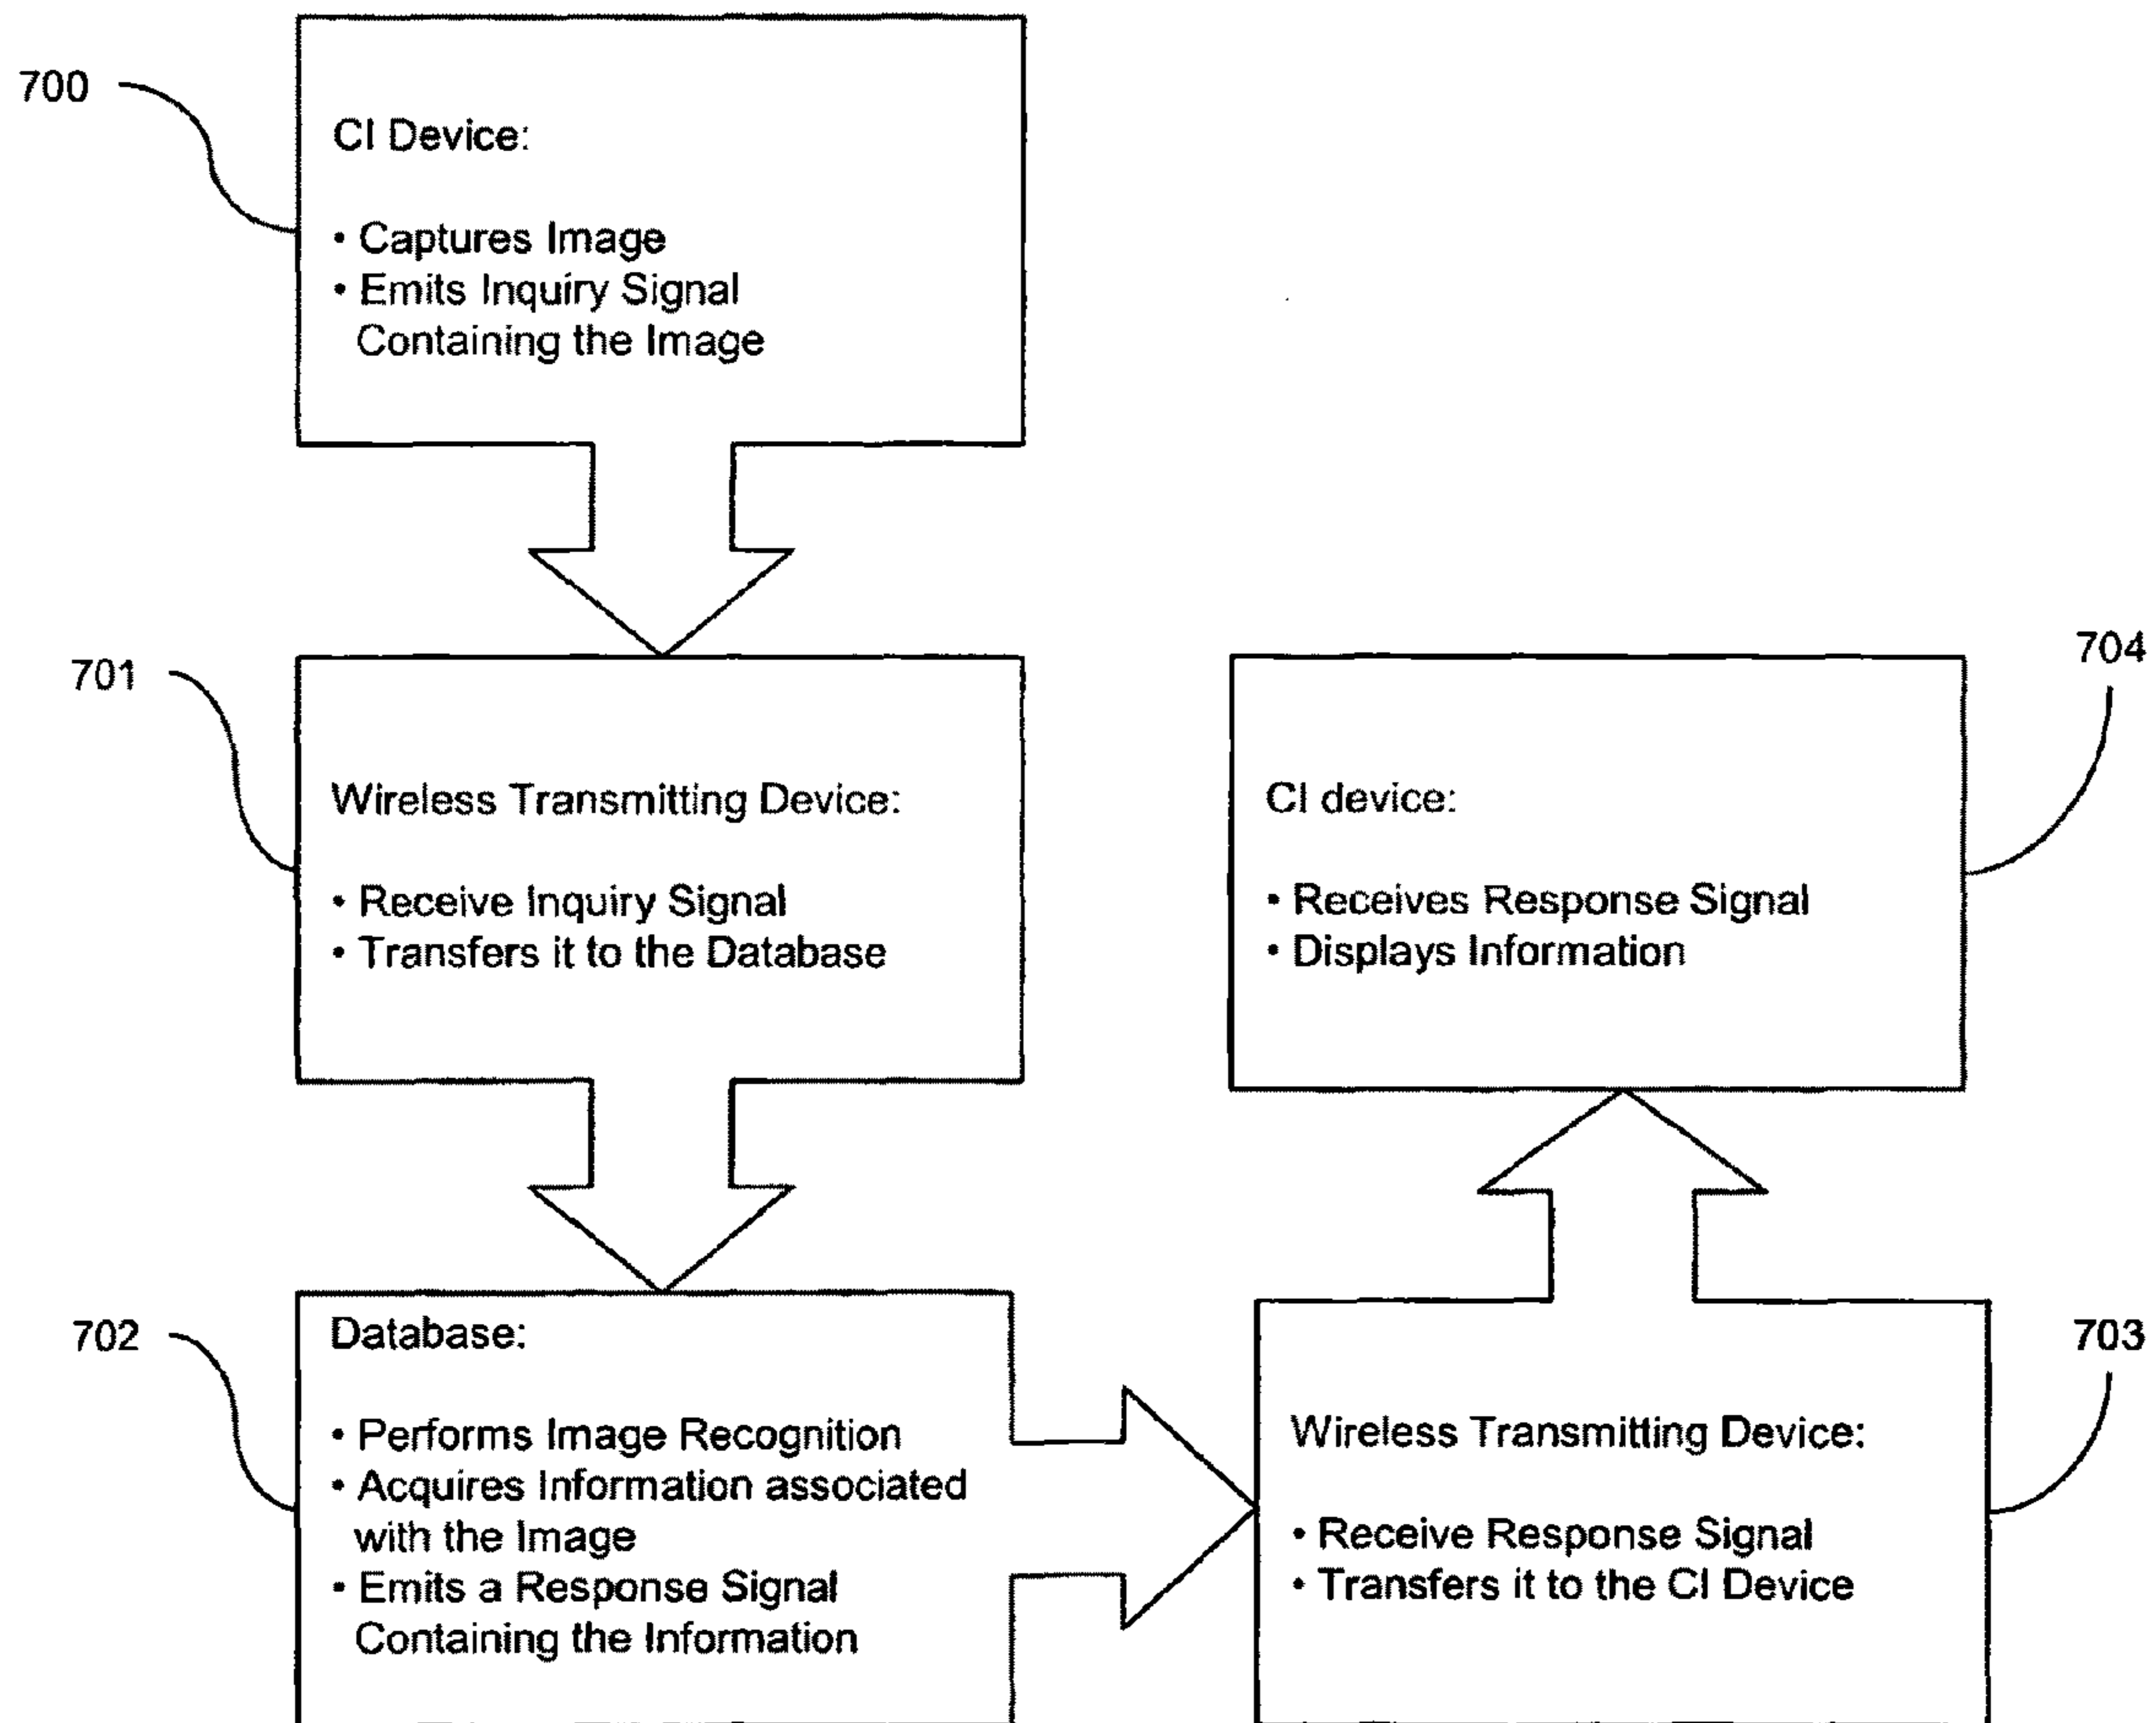 700
CI Device:
• Captures Image
• Emits Inquiry Signal
Containing the Image
701
Wireless Transmitting Device:
• Receive Inquiry Signal
• Transfers it to the Database
702
Database:
• Performs Image Recognition
• Acquires Information associated
with the Image
• Emits a Response Signal
Containing the Information
703
Wireless Transmitting Device:
• Receive Response Signal
• Transfers it to the CI Device
704
CI device:
• Receives Response Signal
• Displays Information